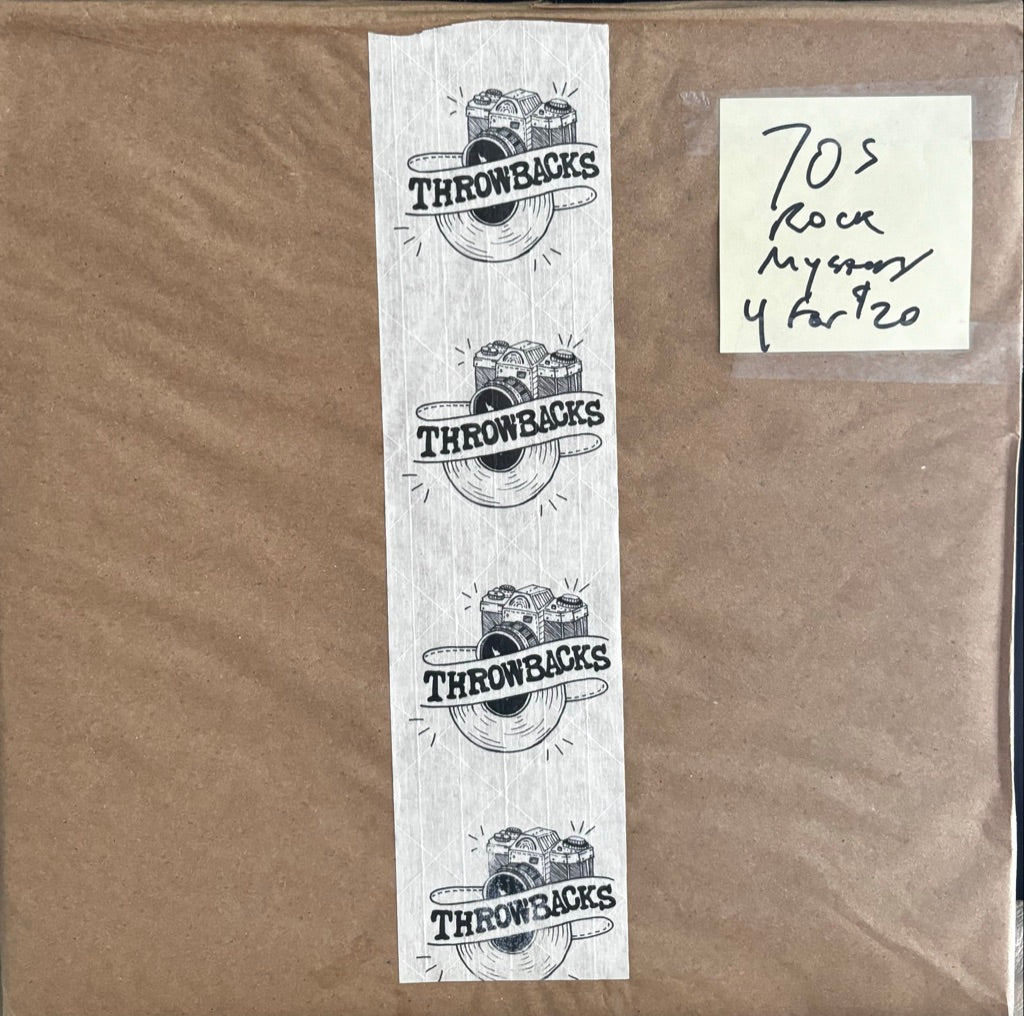 THROWBACKS
70s
Rock
Mystery
4 for $20
THROWBACKS
THROWBACKS
THROWBACKS